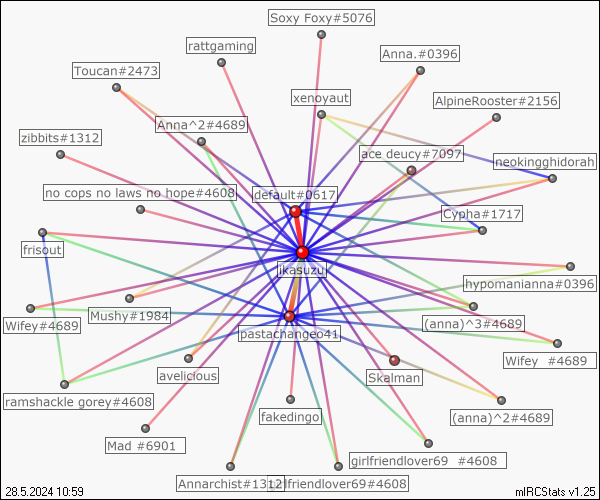 Soxy Foxy#5076
rattgaming
Anna.#0396
Toucan#2473
xenoyaut
AlpineRooster#2156
Anna^2#4689
zibbits#1312
ace deucy#7097
neokingghidorah
no cops no laws no hope#4608
default#0617
Cypha#1717
frisout
ikasuzu
hypomanianna#0396
Wifey#4689
Mushy#1984
(anna)^3#4689
pastachangeo41
Wifey #4689
avelicious
Skalman
ramshackle gorey#4608
fakedingo
(anna)^2#4689
Mad #6901
girlfriendlover69 #4608
Annarchist#1312
girlfriendlover69#4608
28.5.2024 10:59
mIRCStats v1.25